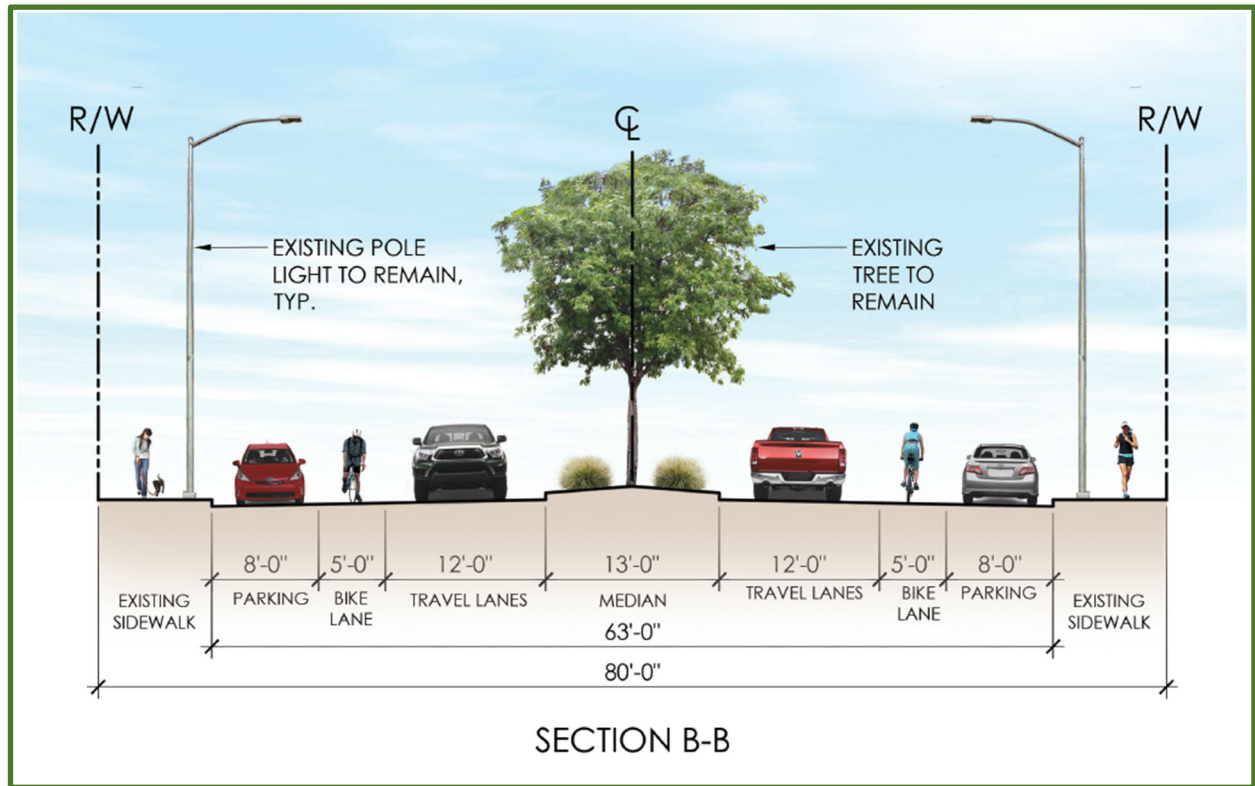 R/W
CL
R/W
EXISTING POLE
LIGHT TO REMAIN,
TYP.
EXISTING
TREE TO
REMAIN
8'-0" 5'-0" 12'-0" 13'-0" 12'-0" 5'-0" 8'-0"
EXISTING
SIDEWALK
PARKING
BIKE
LANE
TRAVEL LANES
MEDIAN
TRAVEL LANES
BIKE
LANE
PARKING
EXISTING
SIDEWALK
63'-0"
80'-0"
SECTION B-B